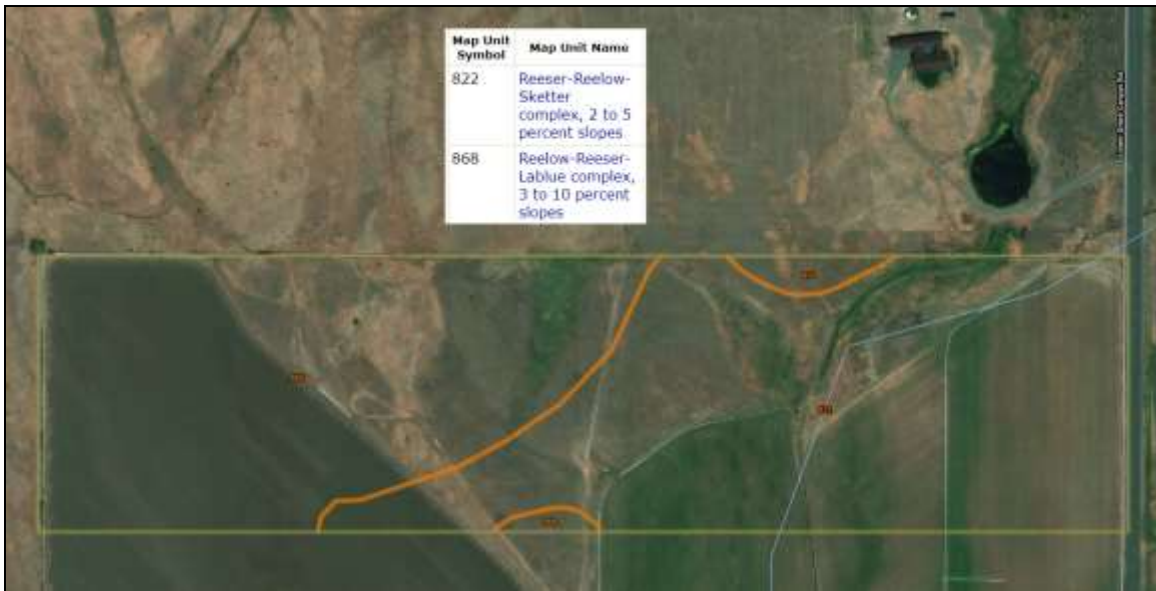 Map Unit
Symbol
Map Unit Name
822
Reeser-Reelow-
Sketter
complex, 2 to 5
percent slopes
868
Reelow-Reeser-
Lablue complex,
3 to 10 percent
slopes